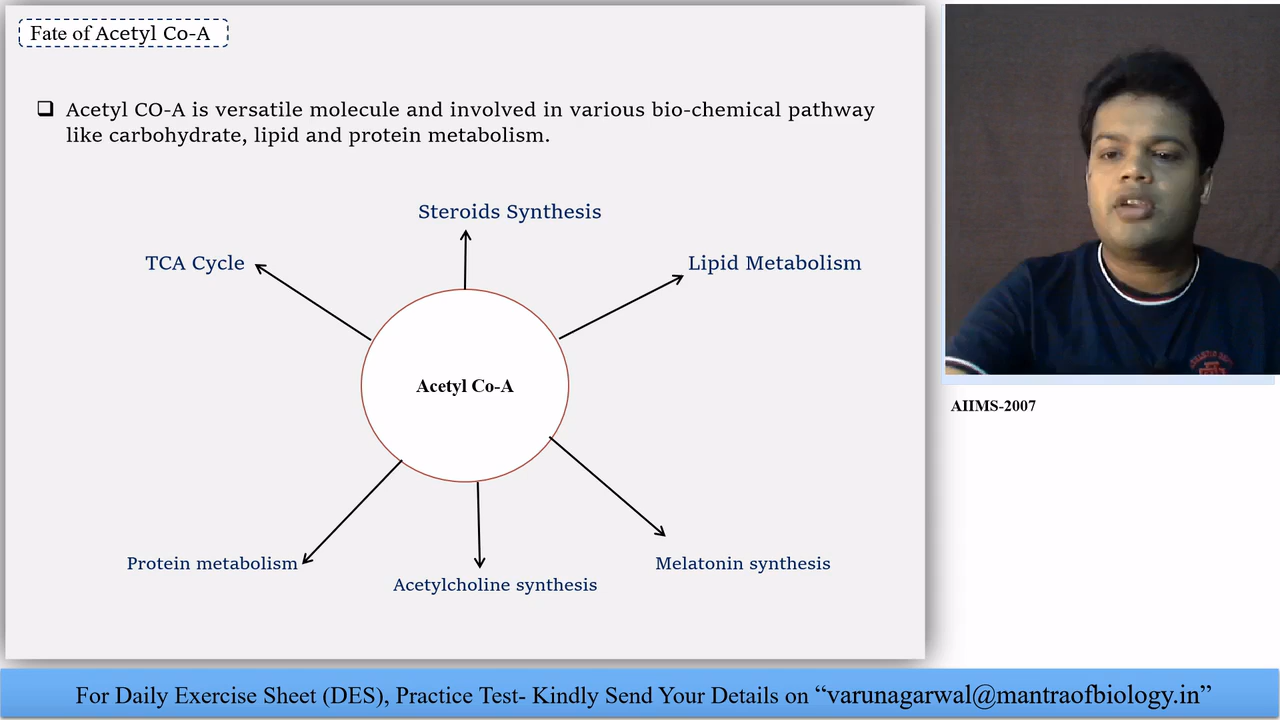 Fate of Acetyl Co-A
Acetyl CO-A is versatile molecule and involved in various bio-chemical pathway
like carbohydrate, lipid and protein metabolism.
Steroids Synthesis
TCA Cycle
Lipid Metabolism
Acetyl Co-A
AIIMS-2007
Protein metabolism
Acetylcholine synthesis
Melatonin synthesis
For Daily Exercise Sheet (DES), Practice Test- Kindly Send Your Details on “varunagarwal@mantraofbiology.in”